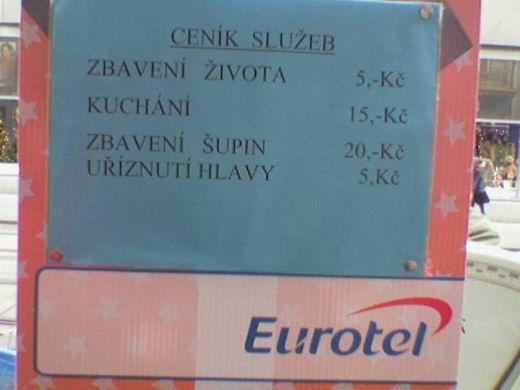 CENÍK SLUŽEB
ZBAVENÍ ŽIVOTA 5,-Kč
KUCHÁNÍ 15,-Kč
ZBAVENÍ ŠUPIN 20,-Kč
UŘÍZNUTÍ HLAVY 5,Kč
Eurotel